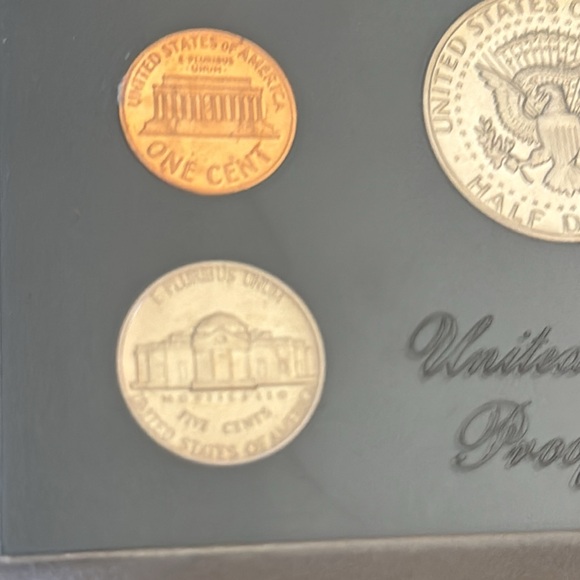 UNITED STATES OF AMERICA
E PLURIBUS
· UNUM ·
ONE CENT
UNITED STATES O
HALF D
E PLURIBUS UNUM
MONTICELLO
FIVE CENTS
UNITED STATES OF AMERICA
United
Proof